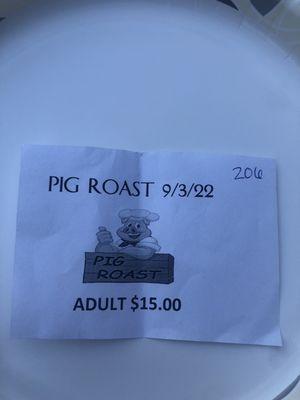 206
PIG ROAST 9/3/22
PIG
ROAST
ADULT $15.00